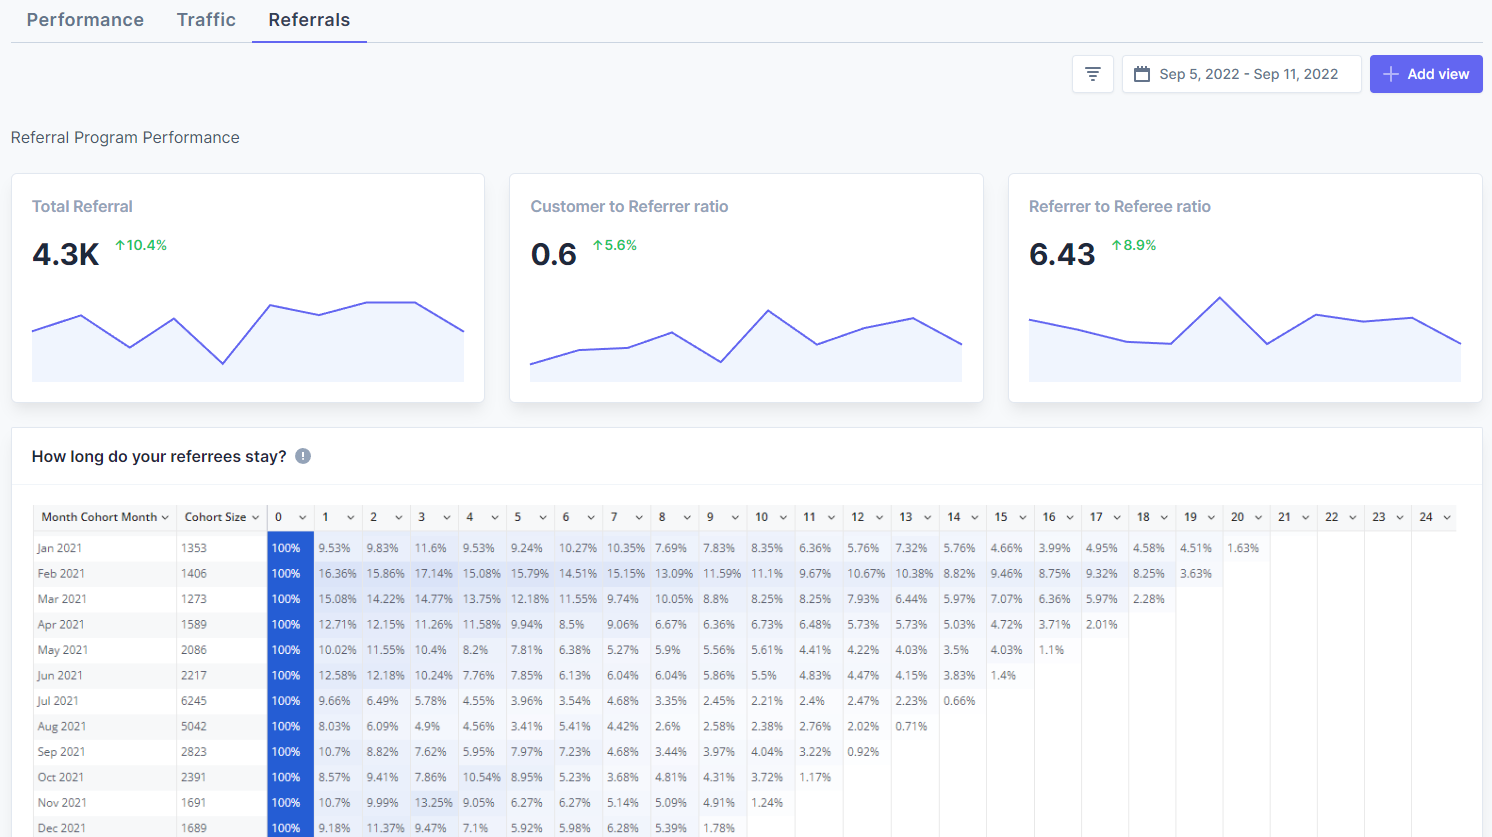 Performance Traffic Referrals
Sep 5, 2022 - Sep 11, 2022 Add view
Referral Program Performance
Total Referral
4.3K ↑10.4%
Customer to Referrer ratio
0.6 ↑5.6%
Referrer to Referee ratio
6.43 ↑8.9%
How long do your referrees stay? !
Month Cohort Month Cohort Size 0 1 2 3 4 5 6 7 8 9 10 11 12 13 14 15 16 17 18 19 20 21 22 23 24
Jan 2021 1353 100% 9.53% 9.83% 11.6% 9.53% 9.24% 10.27% 10.35% 7.69% 7.83% 8.35% 6.36% 5.76% 7.32% 5.76% 4.66% 3.99% 4.95% 4.58% 4.51% 1.63%
Feb 2021 1406 100% 16.36% 15.86% 17.14% 15.08% 15.79% 14.51% 15.15% 13.09% 11.59% 11.1% 9.67% 10.67% 10.38% 8.82% 9.46% 8.75% 9.32% 8.25% 3.63%
Mar 2021 1273 100% 15.08% 14.22% 14.77% 13.75% 12.18% 11.55% 9.74% 10.05% 8.8% 8.25% 8.25% 7.93% 6.44% 5.97% 7.07% 6.36% 5.97% 2.28%
Apr 2021 1589 100% 12.71% 12.15% 11.26% 11.58% 9.94% 8.5% 9.06% 6.67% 6.36% 6.73% 6.48% 5.73% 5.73% 5.03% 4.72% 3.71% 2.01%
May 2021 2086 100% 10.02% 11.55% 10.4% 8.2% 7.81% 6.38% 5.27% 5.9% 5.56% 5.61% 4.41% 4.22% 4.03% 3.5% 4.03% 1.1%
Jun 2021 2217 100% 12.58% 12.18% 10.24% 7.76% 7.85% 6.13% 6.04% 6.04% 5.86% 5.5% 4.83% 4.47% 4.15% 3.83% 1.4%
Jul 2021 6245 100% 9.66% 6.49% 5.78% 4.55% 3.96% 3.54% 4.68% 3.35% 2.45% 2.21% 2.4% 2.47% 2.23% 0.66%
Aug 2021 5042 100% 8.03% 6.09% 4.9% 4.56% 3.41% 5.41% 4.42% 2.6% 2.58% 2.38% 2.76% 2.02% 0.71%
Sep 2021 2823 100% 10.7% 8.82% 7.62% 5.95% 7.97% 7.23% 4.68% 3.44% 3.97% 4.04% 3.22% 0.92%
Oct 2021 2391 100% 8.57% 9.41% 7.86% 10.54% 8.95% 5.23% 3.68% 4.81% 4.31% 3.72% 1.17%
Nov 2021 1691 100% 10.7% 9.99% 13.25% 9.05% 6.27% 6.27% 5.14% 5.09% 4.91% 1.24%
Dec 2021 1689 100% 9.18% 11.37% 9.47% 7.1% 5.92% 5.98% 6.28% 5.39% 1.78%